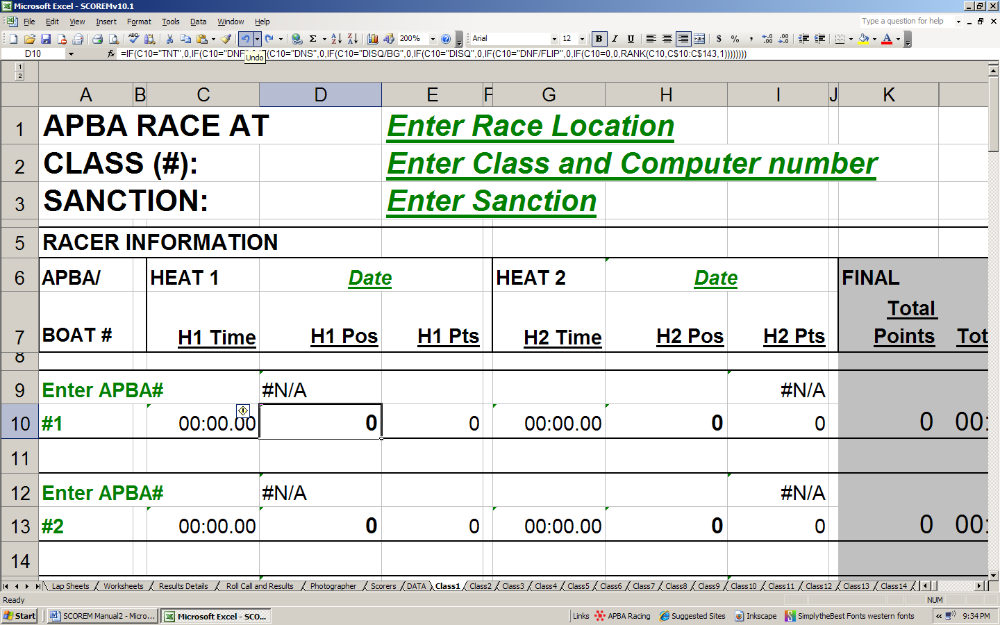 Microsoft Excel - SCOREMv10.1
File Edit View Insert Format Tools Data Window Help
Type a question for help
200% Arial 12 B I U $ % ,
D10 fx =IF(C10="TNT",0,IF(C10="DNF (C10="DNS",0,IF(C10="DISQ/BG",0,IF(C10="DISQ",0,IF(C10="DNF/FLIP",0,IF(C10=0,0,RANK(C10,C$10:C$143,1))))))))
Undo
1
2
A B C D E F G H I J K
1 APBA RACE AT Enter Race Location
2 CLASS (#): Enter Class and Computer number
3 SANCTION: Enter Sanction
5 RACER INFORMATION
6 APBA/ HEAT 1 Date HEAT 2 Date FINAL
Total
7 BOAT # H1 Time H1 Pos H1 Pts H2 Time H2 Pos H2 Pts Points Tot
8
9 Enter APBA# #N/A #N/A
10 #1 00:00.00 0 0 00:00.00 0 0 0 00:
11
12 Enter APBA# #N/A #N/A
13 #2 00:00.00 0 0 00:00.00 0 0 0 00:
14
Lap Sheets Worksheets Results Details Roll Call and Results Photographer Scorers DATA Class1 Class2 Class3 Class4 Class5 Class6 Class7 Class8 Class9 Class10 Class11 Class12 Class13 Class14
Ready NUM
Start SCOREM Manual2 - Micro... Microsoft Excel - SCO... Links APBA Racing Suggested Sites Inkscape SimplytheBest Fonts western fonts « 9:34 PM